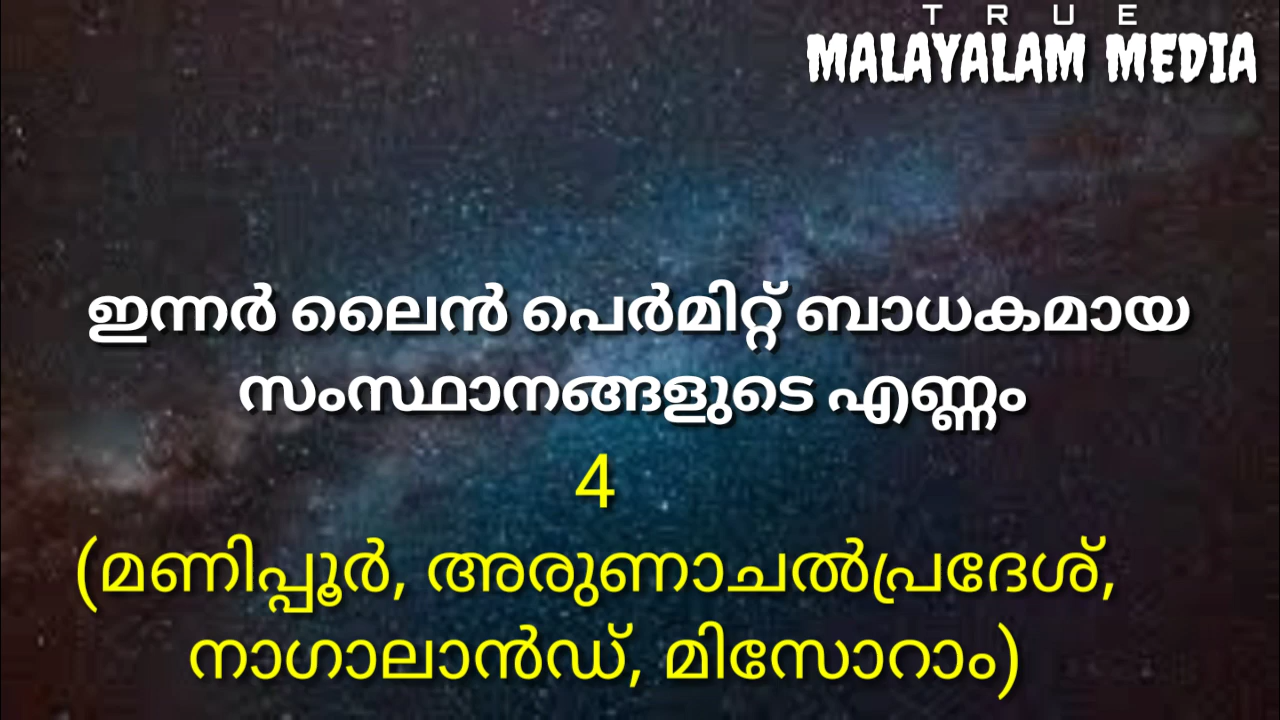 TRUE
MALAYALAM MEDIA
ഇന്നർ ലൈൻ പെർമിറ്റ് ബാധകമായ
സംസ്ഥാനങ്ങളുടെ എണ്ണം
4
(മണിപ്പൂർ, അരുണാചൽപ്രദേശ്,
നാഗാലാൻഡ്, മിസോറാം)